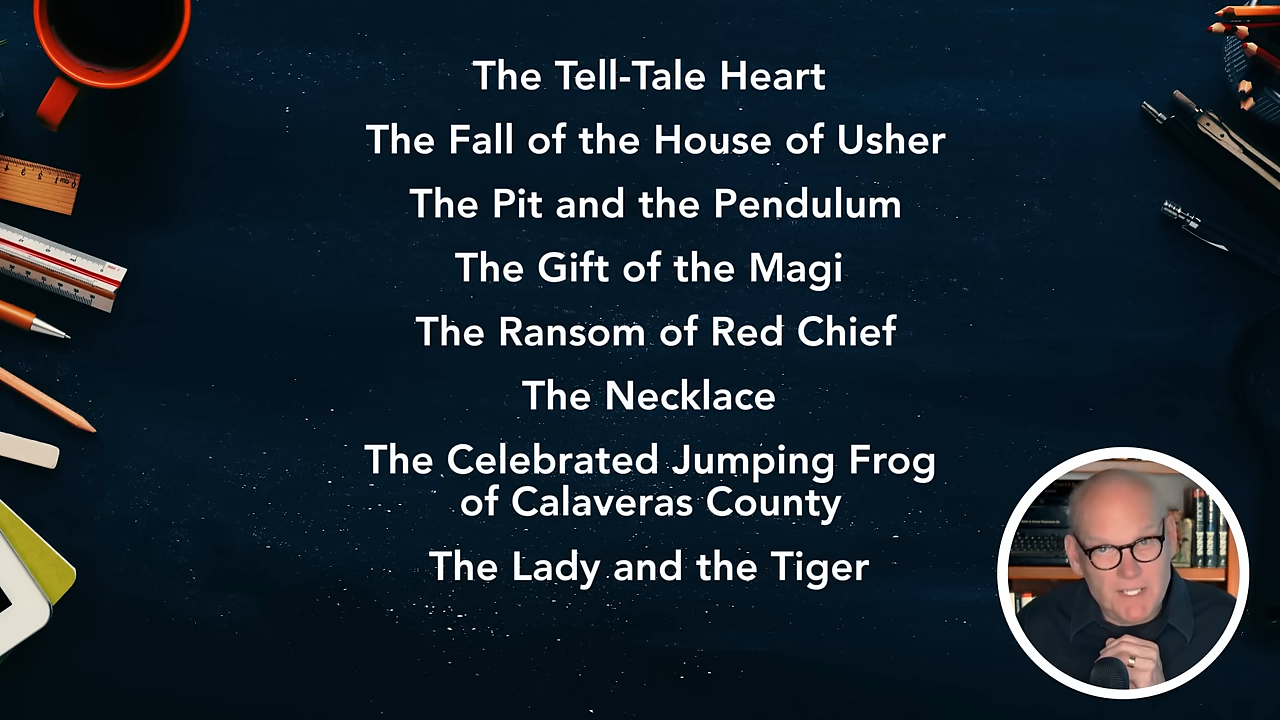 The Tell-Tale Heart
The Fall of the House of Usher
The Pit and the Pendulum
The Gift of the Magi
The Ransom of Red Chief
The Necklace
The Celebrated Jumping Frog
of Calaveras County
The Lady and the Tiger